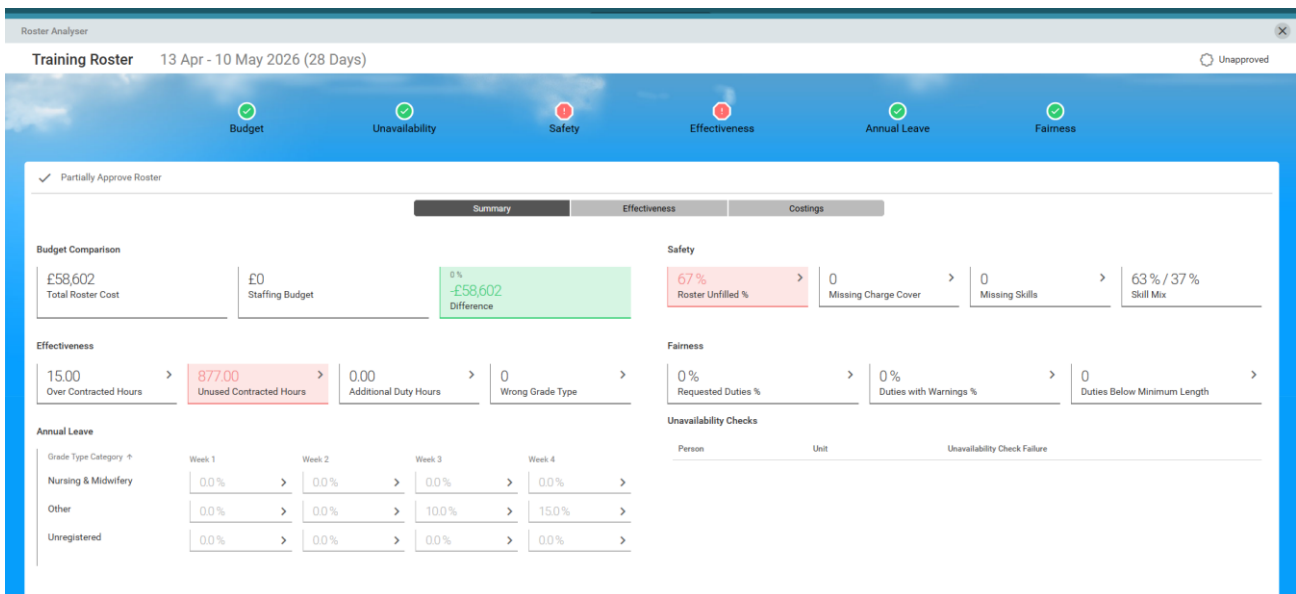 Roster Analyser
Training Roster 13 Apr - 10 May 2026 (28 Days) Unapproved
Budget Unavailability Safety Effectiveness Annual Leave Fairness
Partially Approve Roster
Summary Effectiveness Costings
Budget Comparison
£58,602
Total Roster Cost
£0
Staffing Budget
0 %
-£58,602
Difference
Safety
67 %
Roster Unfilled %
0
Missing Charge Cover
0
Missing Skills
63 % / 37 %
Skill Mix
Effectiveness
15.00
Over Contracted Hours
877.00
Unused Contracted Hours
0.00
Additional Duty Hours
0
Wrong Grade Type
Fairness
0 %
Requested Duties %
0 %
Duties with Warnings %
0
Duties Below Minimum Length
Annual Leave
Grade Type Category ↑ Week 1 Week 2 Week 3 Week 4
Nursing & Midwifery 0.0 % 0.0 % 0.0 % 0.0 %
Other 0.0 % 0.0 % 10.0 % 15.0 %
Unregistered 0.0 % 0.0 % 0.0 % 0.0 %
Unavailability Checks
Person Unit Unavailability Check Failure